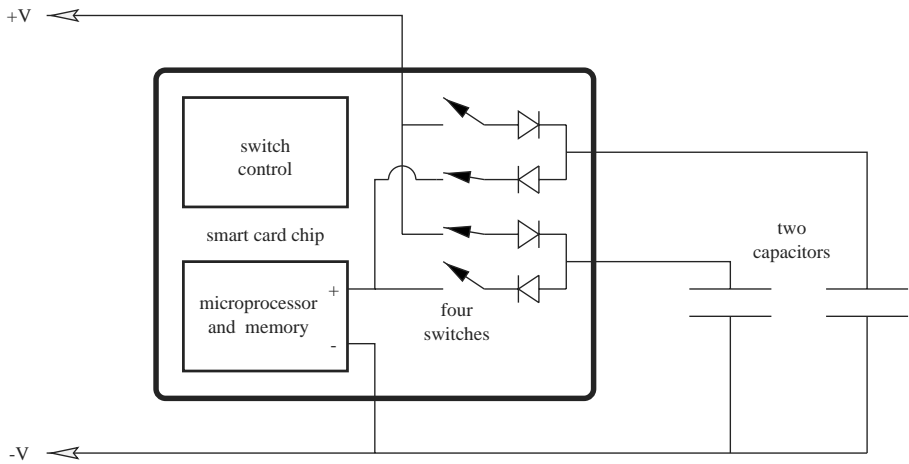 +V
switch
control
smart card chip
two
capacitors
microprocessor
and memory
+
-
four
switches
-V